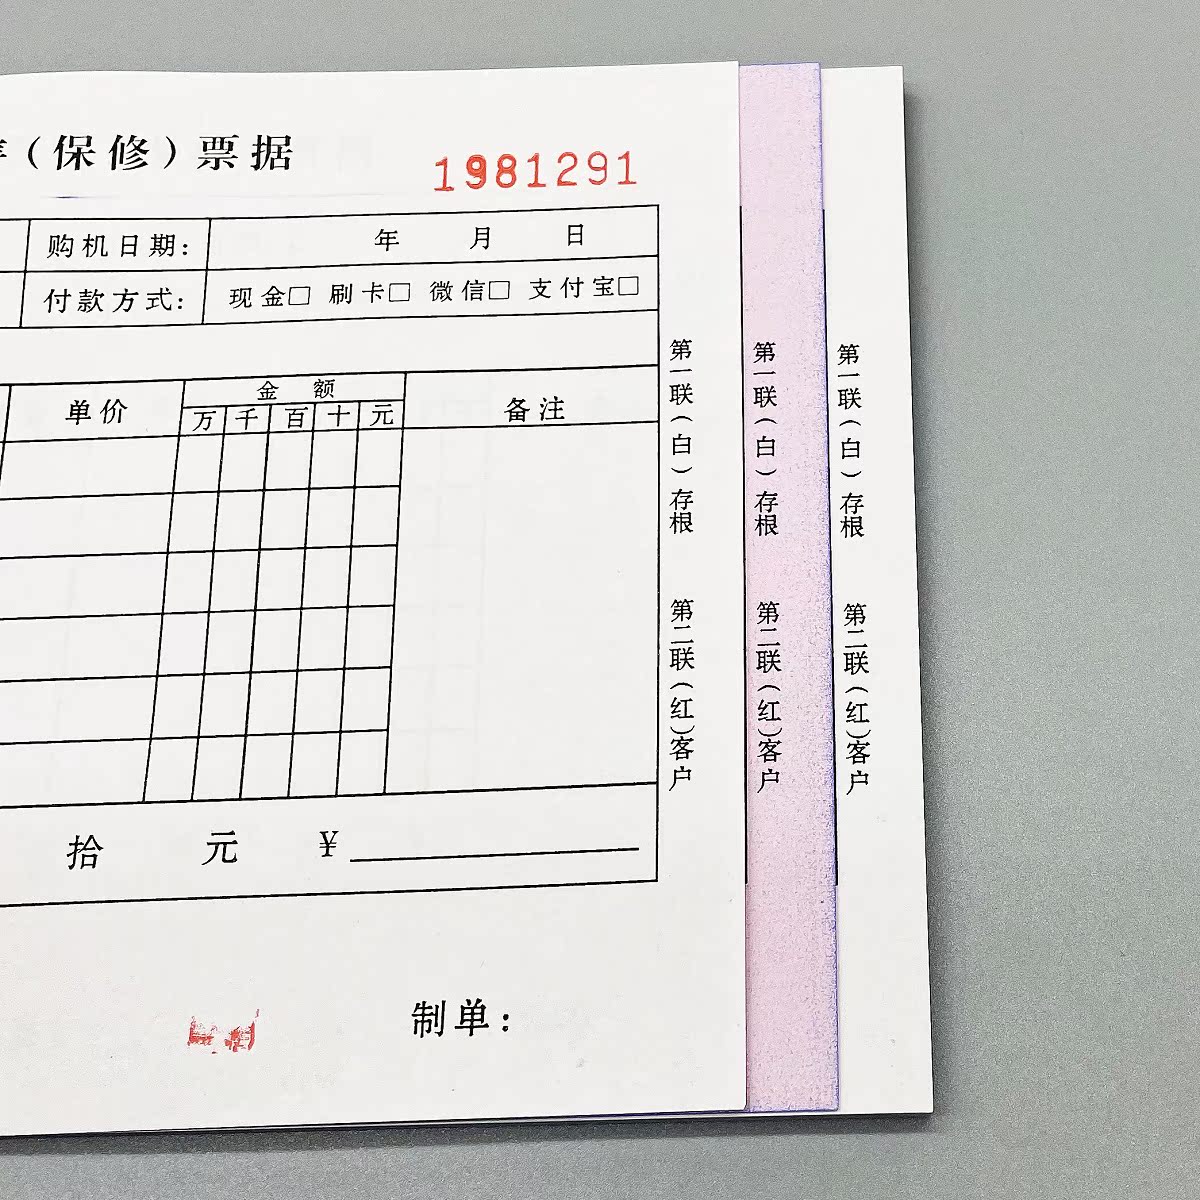 （保修）票据
1981291
购机日期: 年 月 日
付款方式: 现金□ 刷卡□ 微信□ 支付宝□
单价 金额 备注
万 千 百 十 元
拾 元 ¥
制单:
第一联(白)存根 第二联(红)客户
第一联(白)存根 第二联(红)客户
第一联(白)存根 第二联(红)客户